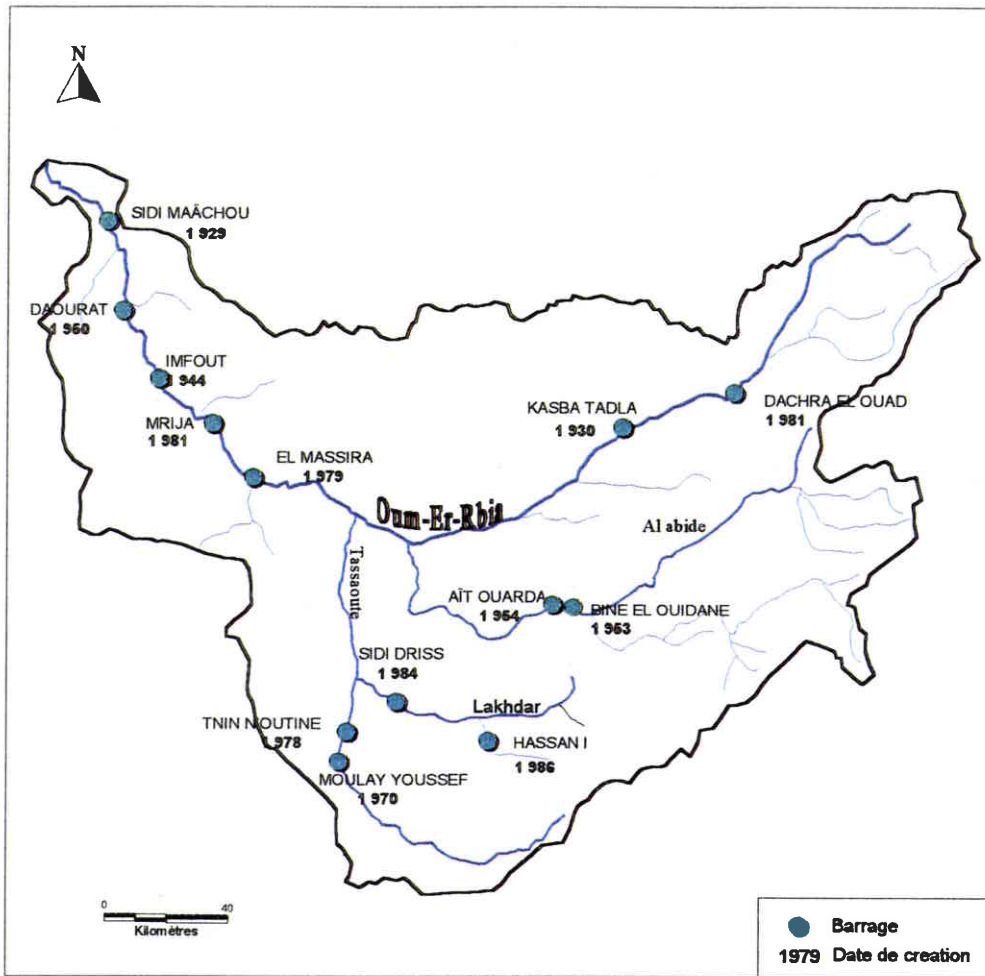 N
SIDI MAÂCHOU
1 929
DAOURAT
1 950
IMFOUT
1 944
MRIJA
1 981
EL MASSIRA
1 979
KASBA TADLA
1 930
DACHRA EL OUAD
1 981
Oum-Er-Rbia
Al abide
Tassaoute
AÎT OUARDA
1 954
BINE EL OUIDANE
1 953
SIDI DRISS
1 984
Lakhdar
TNIN N'OUTINE
1 978
HASSAN I
1 986
MOULAY YOUSSEF
1 970
0 40
Kilomètres
Barrage
1979 Date de creation